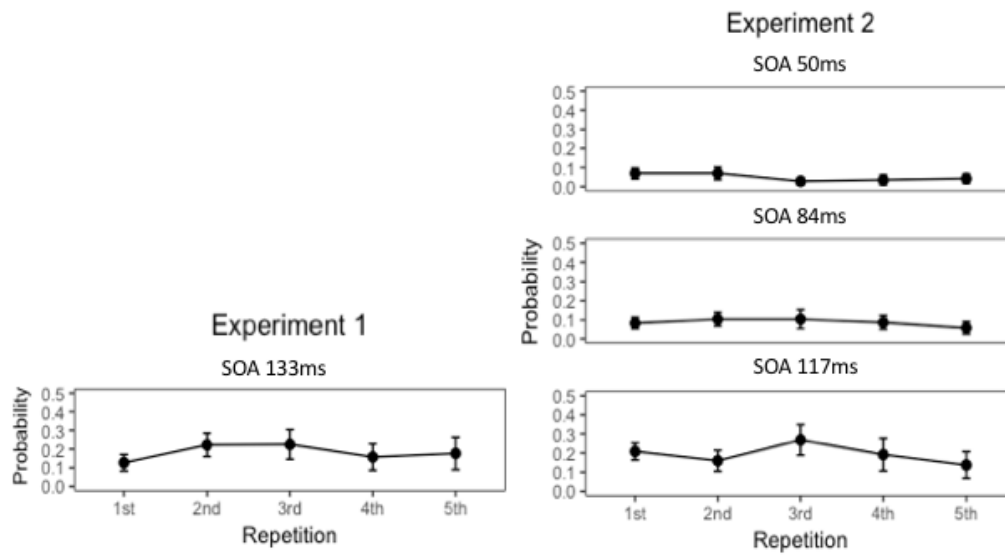 Experiment 1
SOA 133ms
Probability
0.5
0.4
0.3
0.2
0.1
0.0
1st 2nd 3rd 4th 5th
Repetition
Experiment 2
SOA 50ms
0.5
0.4
0.3
0.2
0.1
0.0
SOA 84ms
Probability
0.5
0.4
0.3
0.2
0.1
0.0
SOA 117ms
0.5
0.4
0.3
0.2
0.1
0.0
1st 2nd 3rd 4th 5th
Repetition